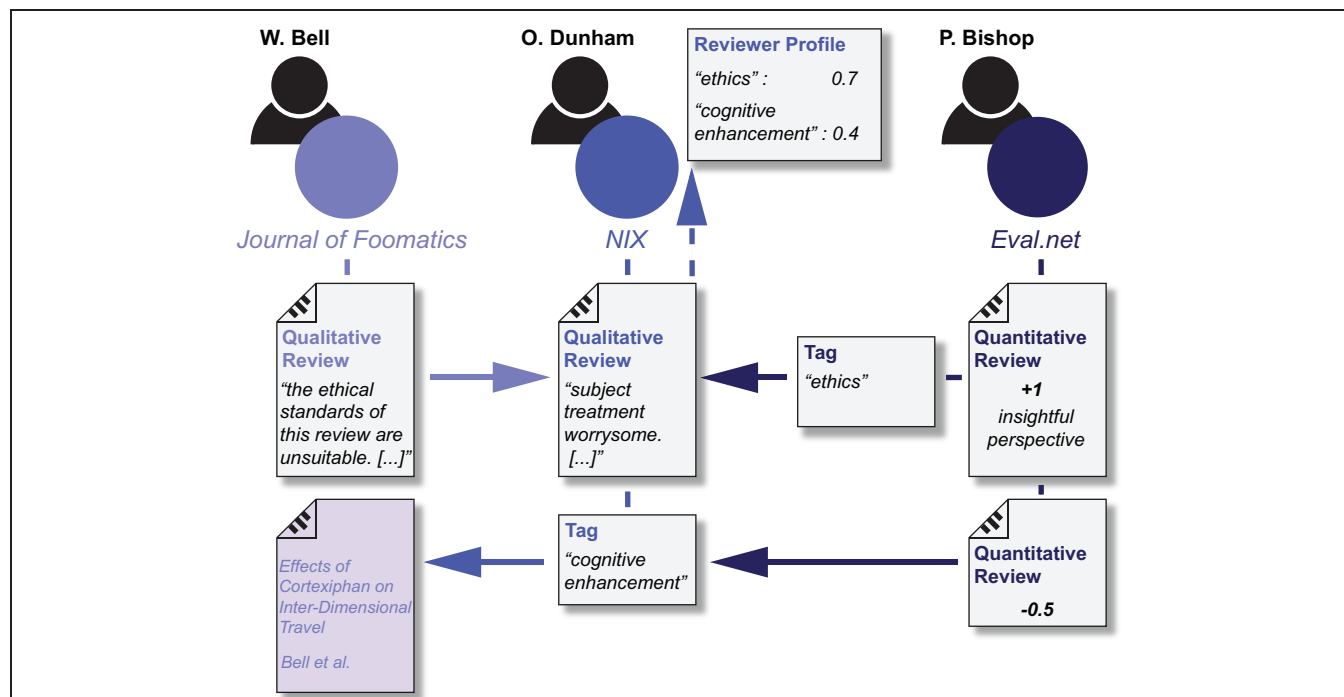 W. Bell
O. Dunham
P. Bishop
Reviewer Profile
“ethics” : 0.7
“cognitive
enhancement” : 0.4
Journal of Foomatics
NIX
Eval.net
Qualitative
Review
“the ethical
standards of
this review are
unsuitable. [...]”
Qualitative
Review
“subject
treatment
worrysome.
[...]”
Tag
“ethics”
Quantitative
Review
+1
insightful
perspective
Effects of
Cortexiphan on
Inter-Dimensional
Travel
Bell et al.
Tag
“cognitive
enhancement”
Quantitative
Review
-0.5